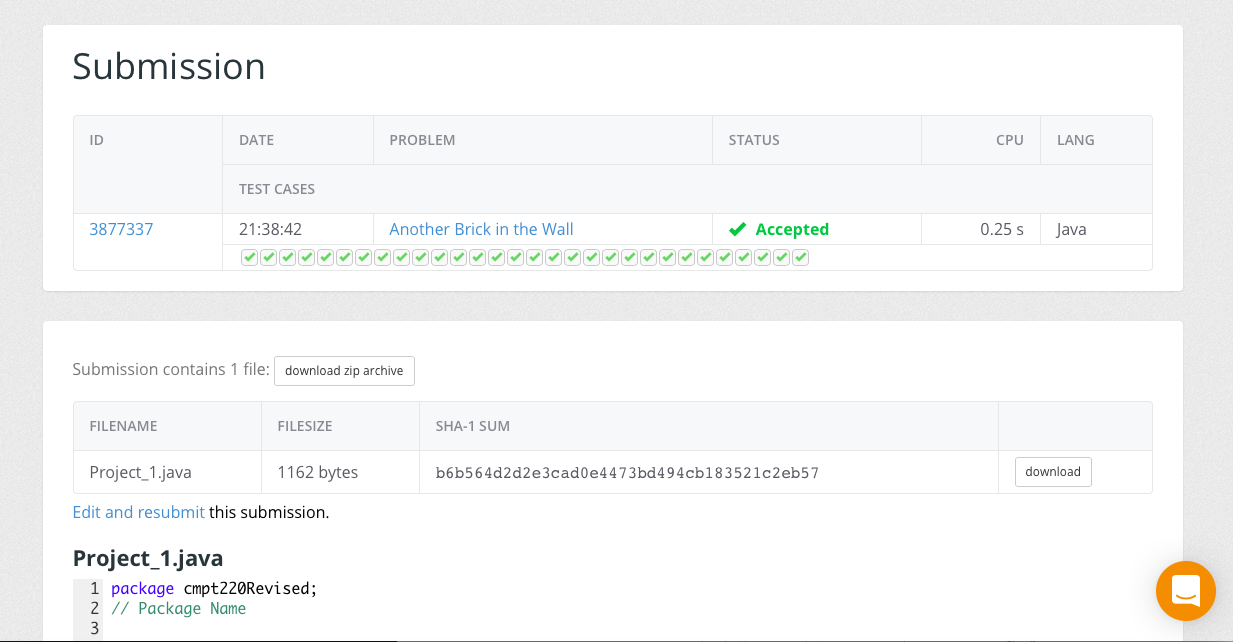 Submission
ID DATE PROBLEM STATUS CPU LANG
TEST CASES
3877337 21:38:42 Another Brick in the Wall Accepted 0.25 s Java
Submission contains 1 file: download zip archive
FILENAME FILESIZE SHA-1 SUM
Project_1.java 1162 bytes b6b564d2d2e3cad0e4473bd494cb183521c2eb57 download
Edit and resubmit this submission.
Project_1.java
1 package cmpt220Revised;
2 // Package Name
3